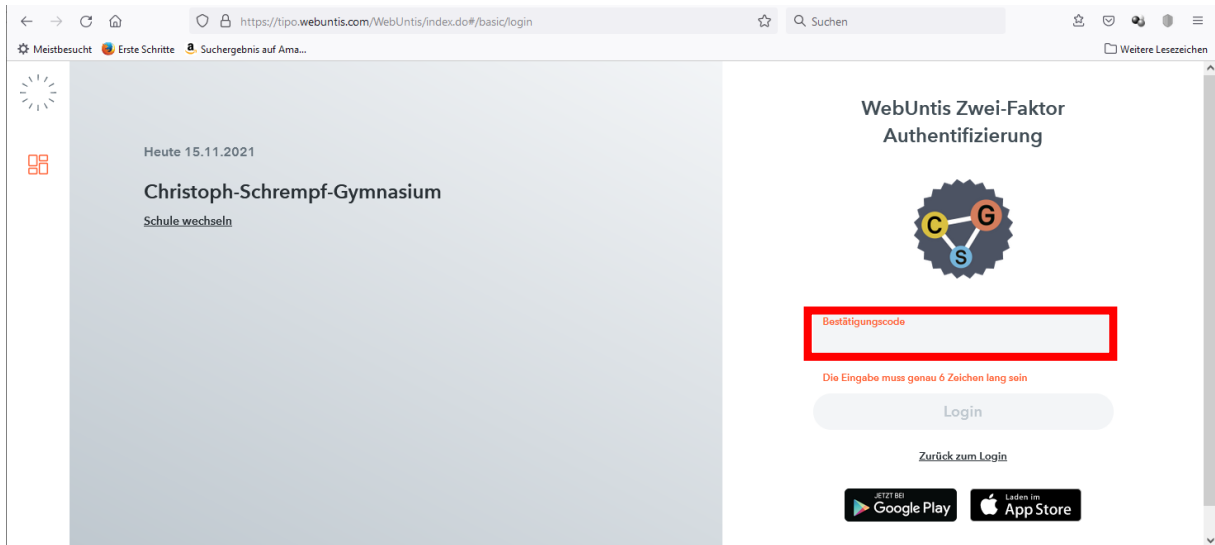 https://tipo.webuntis.com/WebUntis/index.do#/basic/login
Suchen
Meistbesucht
Erste Schritte
Suchergebnis auf Ama...
Weitere Lesezeichen
Heute 15.11.2021
Christoph-Schrempf-Gymnasium
Schule wechseln
WebUntis Zwei-Faktor
Authentifizierung
C
G
S
Bestätigungscode
Die Eingabe muss genau 6 Zeichen lang sein
Login
Zurück zum Login
JETZT BEI
Google Play
Laden im
App Store